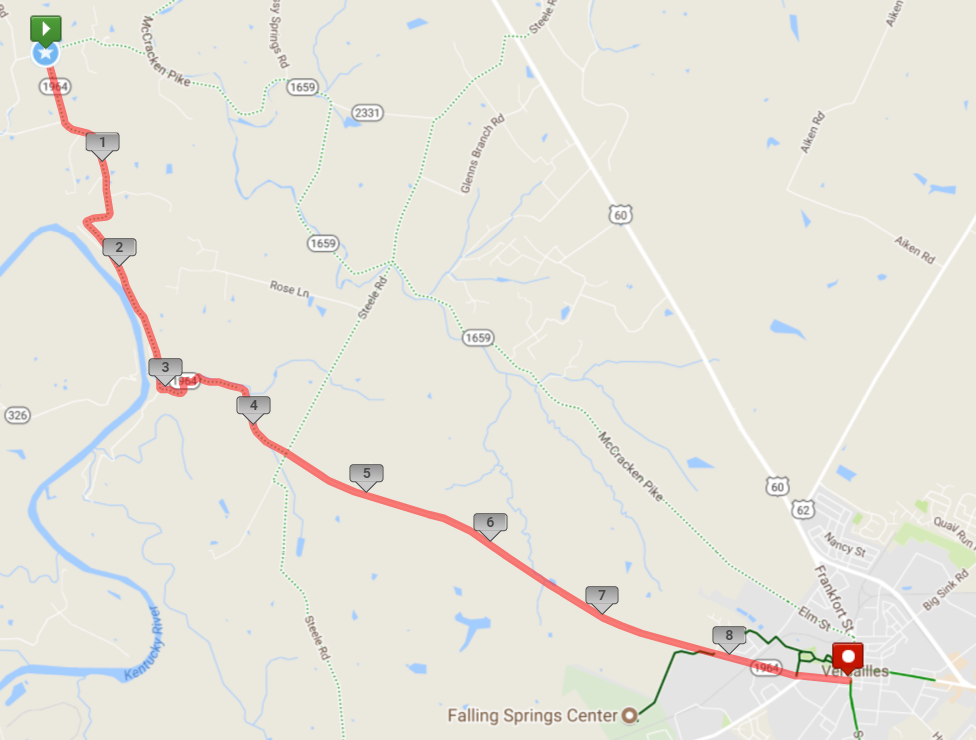 Steele R
Aiken
McCracken Pike
sy Springs Rd
1964
1659
2331
1
Glenns Branch Rd
Aiken Rd
60
1659
2
Aiken Rd
Rose Ln
Steele Rd
1659
3
1964
4
326
5
McCracken Pike
60
62
6
Quail Run
Nancy St
Frankfort St
Big Sink Rd
7
Elm St
Kentucky River
Steele Rd
8
1964
Versailles
Falling Springs Center